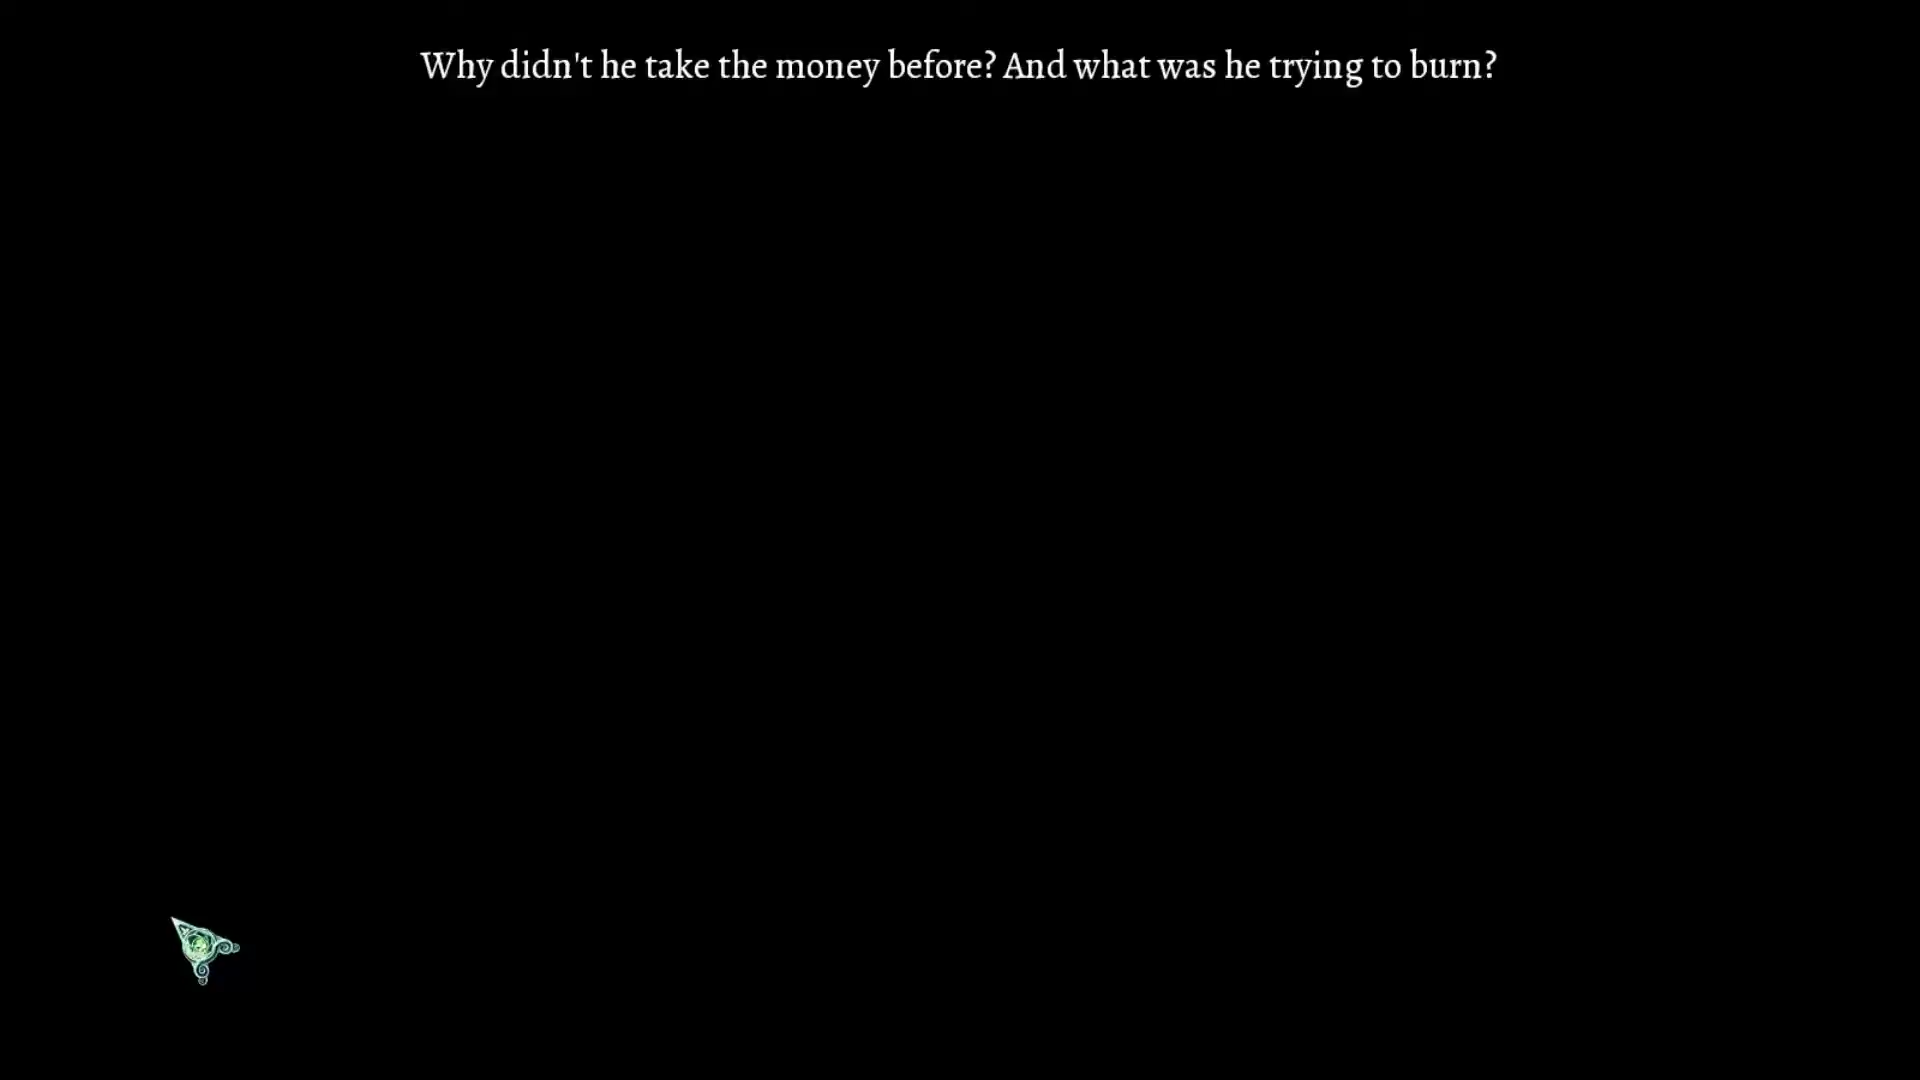 Why didn't he take the money before? And what was he trying to burn?